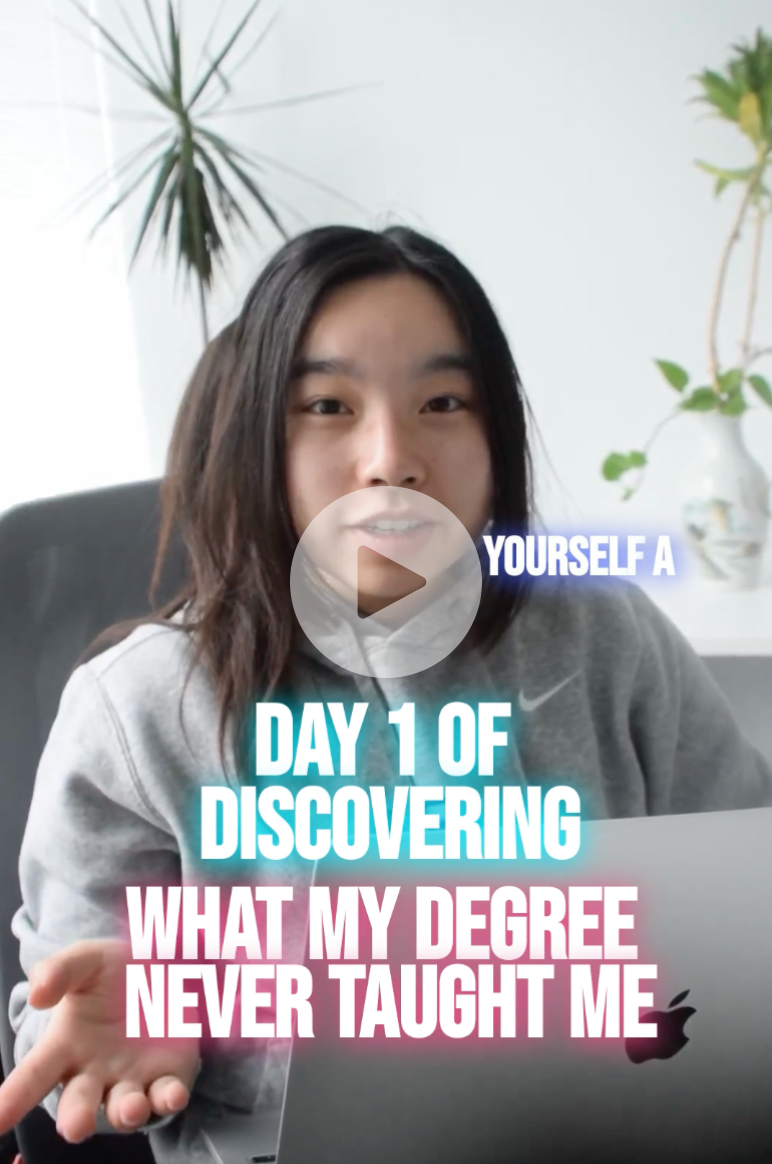 YOURSELF A
DAY 1 OF
DISCOVERING
WHAT MY DEGREE
NEVER TAUGHT ME